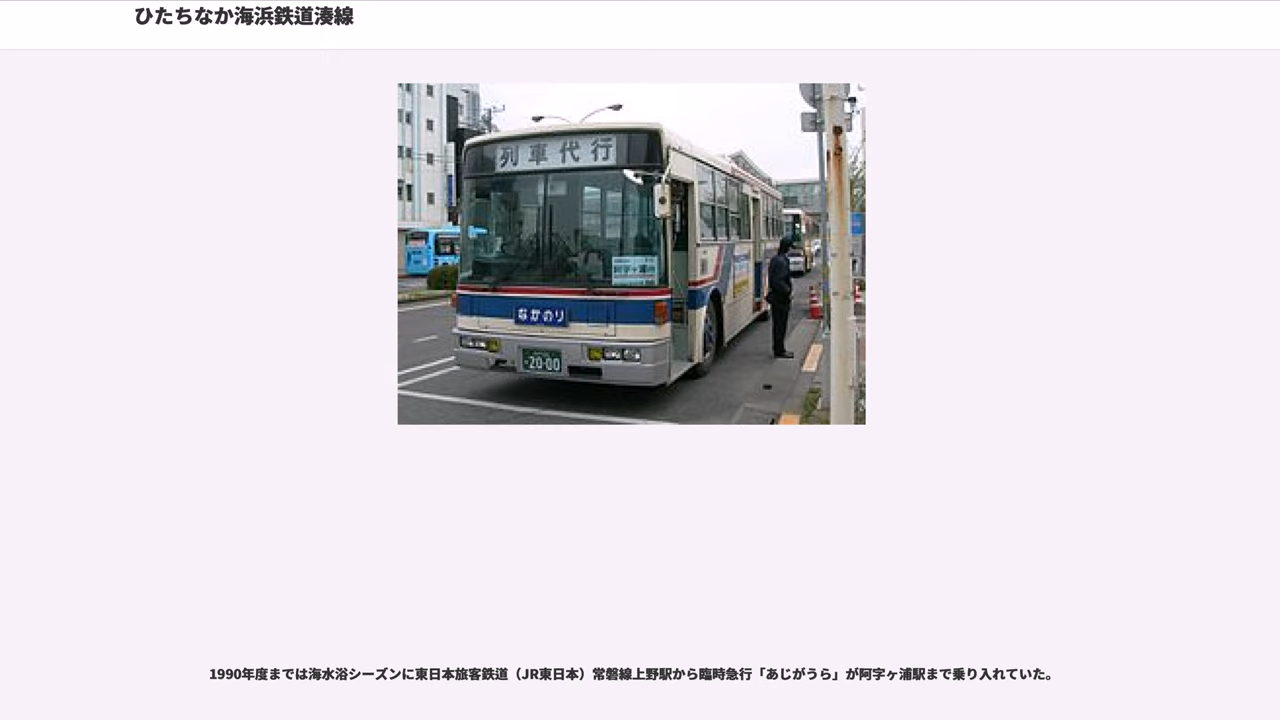 ひたちなか海浜鉄道湊線
列車代行
阿字ヶ浦
なかのり
・20-00
1990年度までは海水浴シーズンに東日本旅客鉄道（JR東日本）常磐線上野駅から臨時急行「あじがうら」が阿字ヶ浦駅まで乗り入れていた。